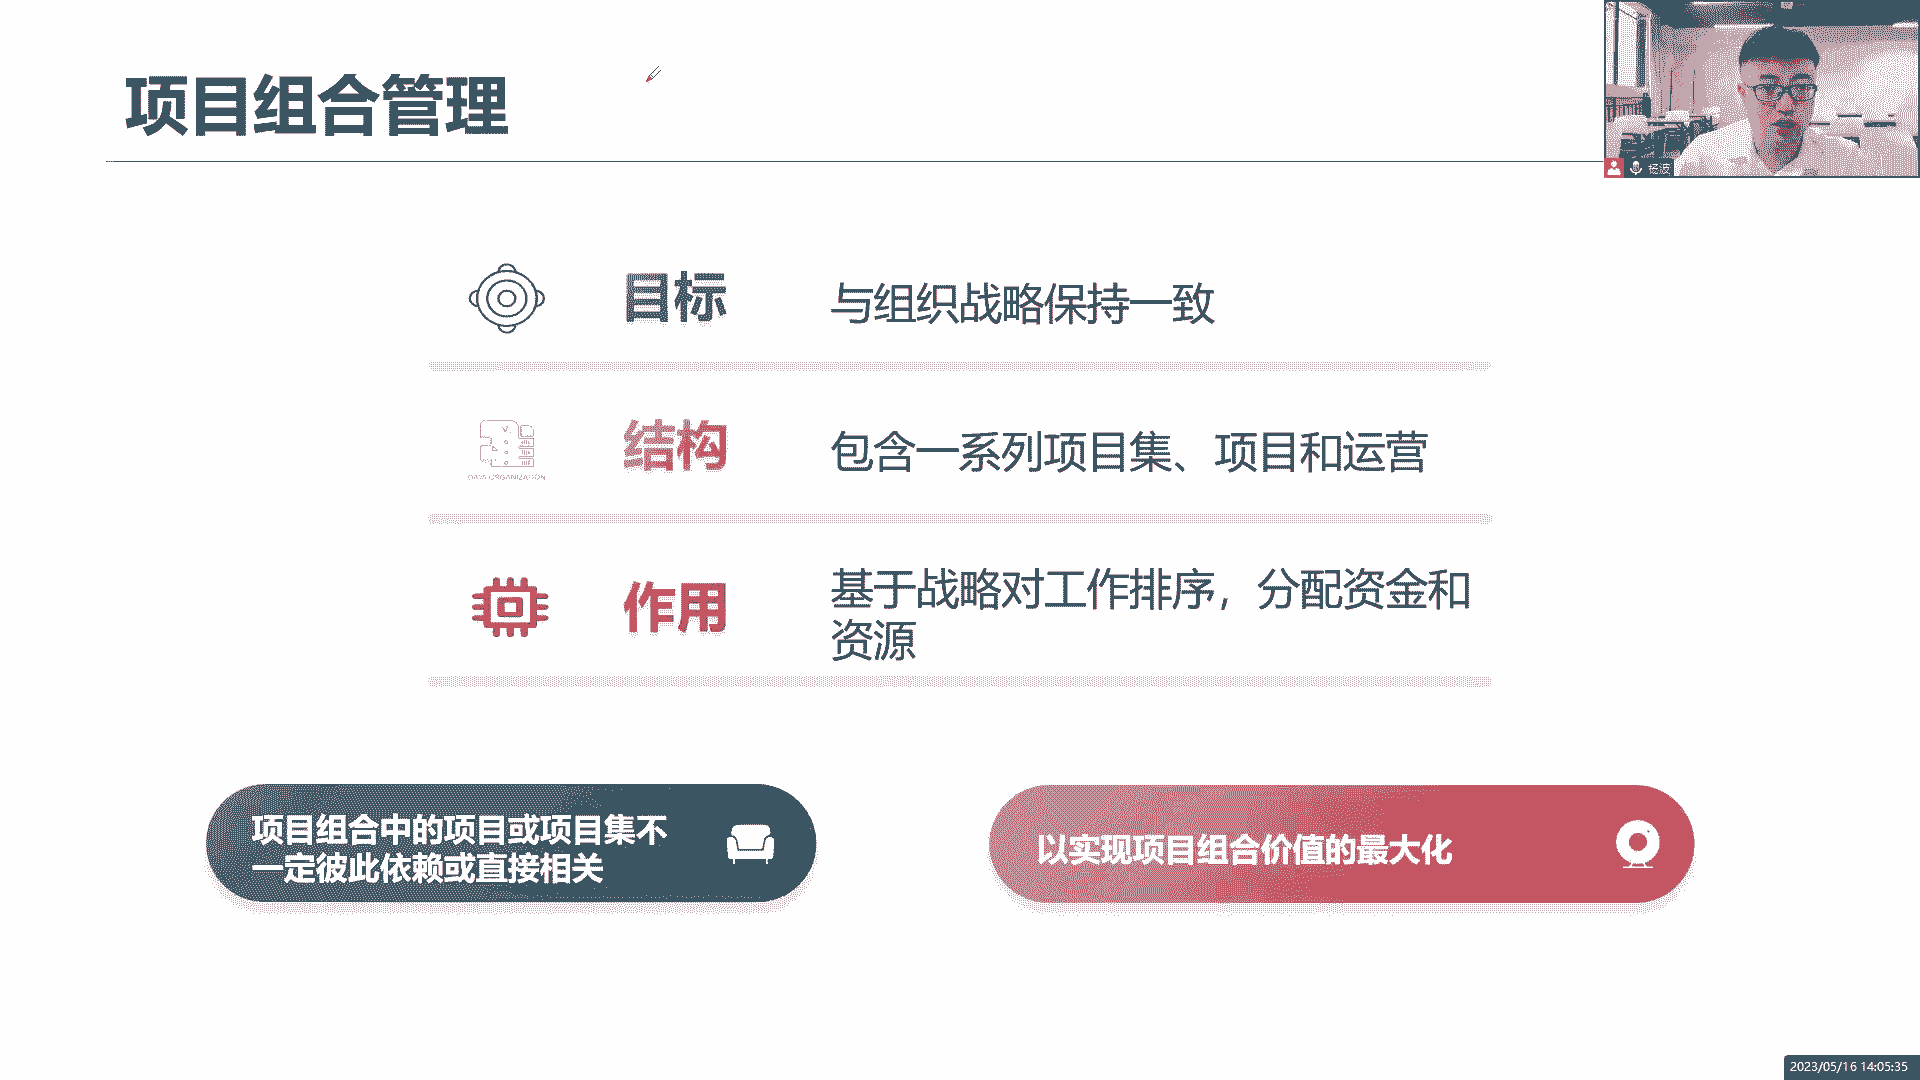 项目组合管理
杨波
目标
与组织战略保持一致
结构
包含一系列项目集、项目和运营
DATA ORGANIZATION
作用
基于战略对工作排序，分配资金和
资源
项目组合中的项目或项目集不
一定彼此依赖或直接相关
以实现项目组合价值的最大化
2023/05/16 14:05:35